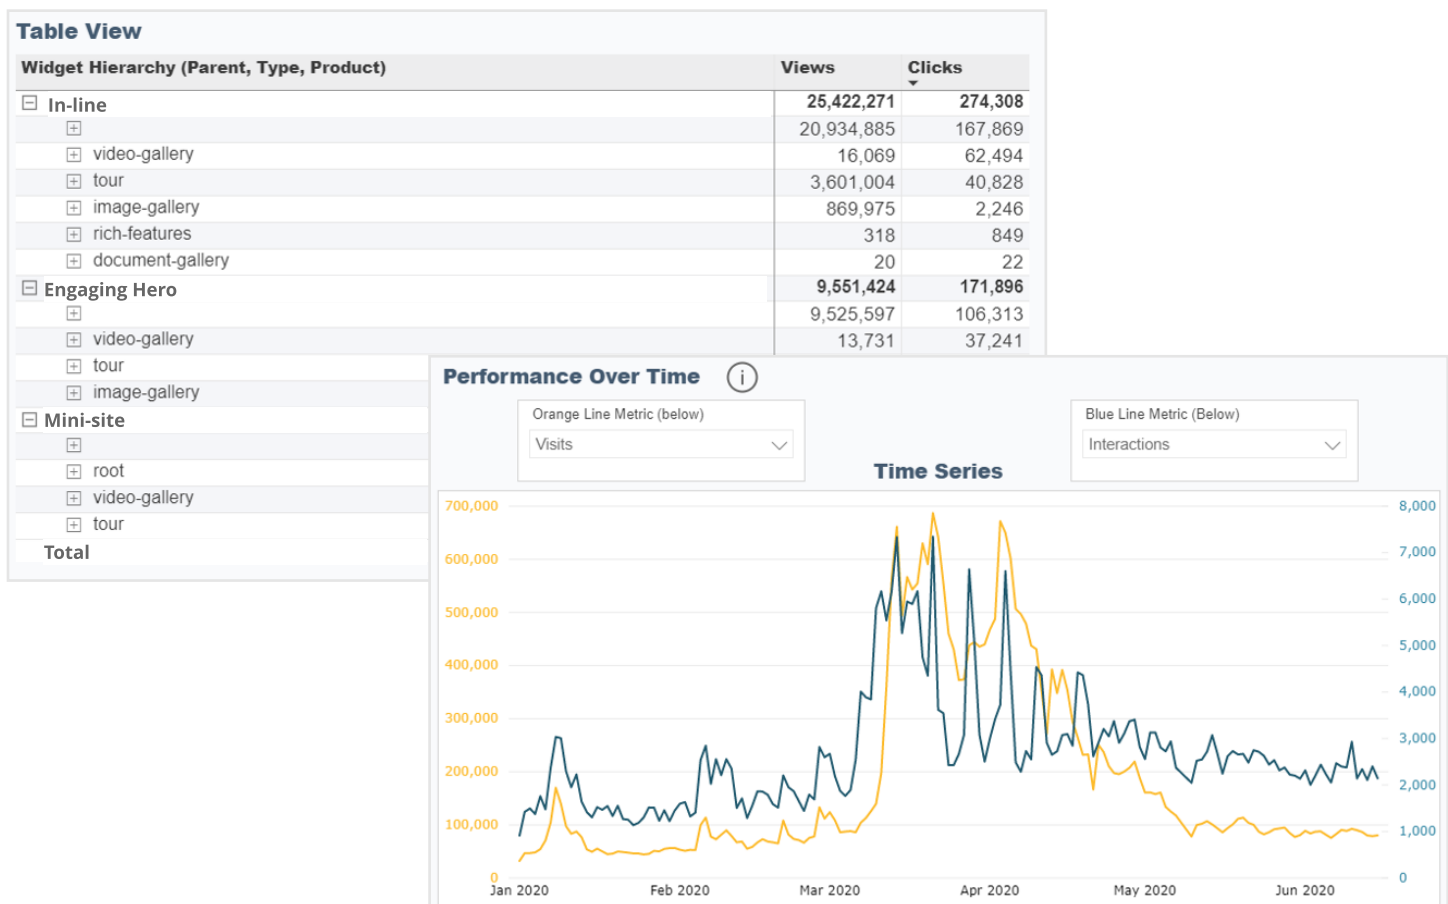 Table View
Widget Hierarchy (Parent, Type, Product) Views Clicks
In-line 25,422,271 274,308
20,934,885 167,869
video-gallery 16,069 62,494
tour 3,601,004 40,828
image-gallery 869,975 2,246
rich-features 318 849
document-gallery 20 22
Engaging Hero 9,551,424 171,896
9,525,597 106,313
video-gallery 13,731 37,241
tour
image-gallery
Mini-site
root
video-gallery
tour
Total
Performance Over Time i
Orange Line Metric (below)
Visits
Blue Line Metric (Below)
Interactions
Time Series
700,000 8,000
600,000 7,000
500,000 6,000
400,000 5,000
300,000 4,000
200,000 3,000
100,000 2,000
0 1,000
0
Jan 2020 Feb 2020 Mar 2020 Apr 2020 May 2020 Jun 2020